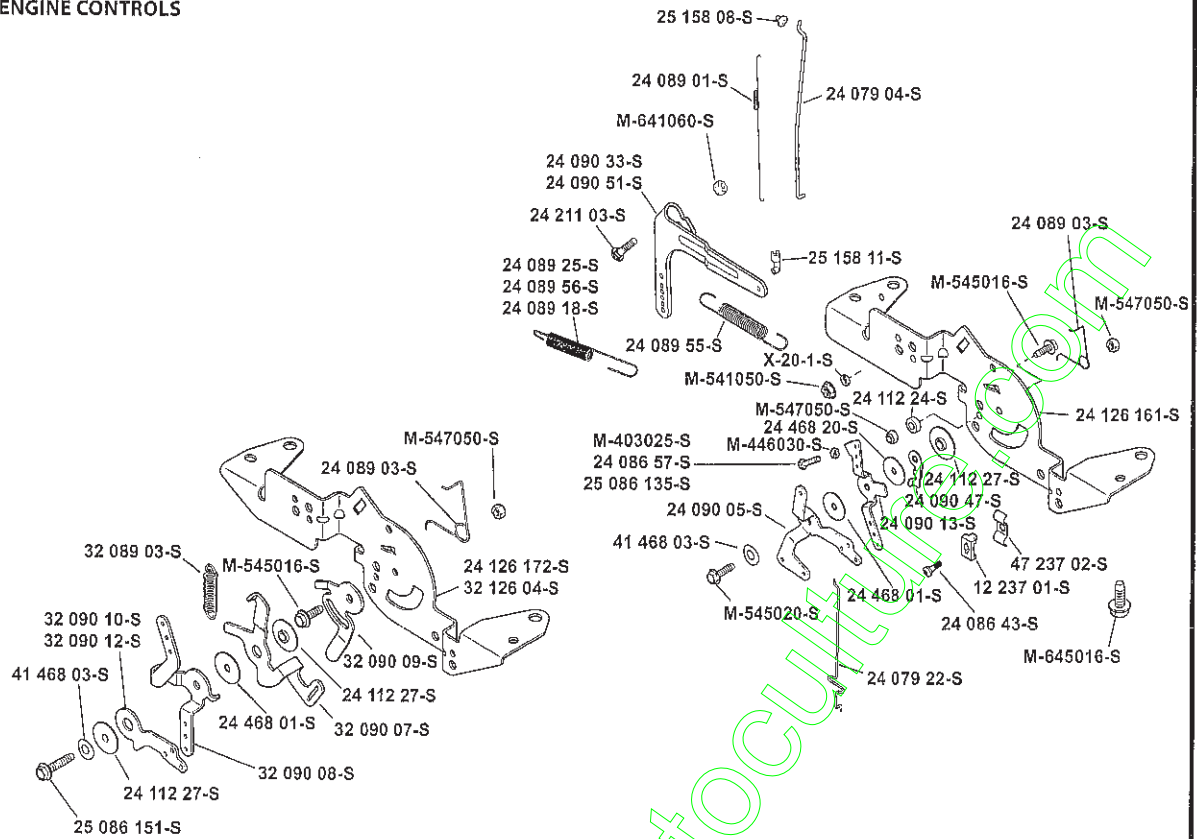 ENGINE CONTROLS
25 158 08-S
24 089 01-S
24 079 04-S
M-641060-S
24 090 33-S
24 090 51-S
24 211 03-S
25 158 11-S
24 089 25-S
24 089 56-S
24 089 18-S
24 089 55-S
24 089 03-S
M-545016-S
M-547050-S
X-20-1-S
M-541050-S
24 112 24-S
24 126 161-S
M-547050-S
24 468 20-S
M-446030-S
M-403025-S
24 086 57-S
25 086 135-S
24 112 27-S
24 090 47-S
24 090 13-S
24 090 05-S
41 468 03-S
47 237 02-S
12 237 01-S
M-545020-S
24 468 01-S
24 086 43-S
M-645016-S
24 079 22-S
M-547050-S
24 089 03-S
32 089 03-S
M-545016-S
24 126 172-S
32 126 04-S
32 090 10-S
32 090 12-S
41 468 03-S
32 090 09-S
24 112 27-S
24 468 01-S
32 090 07-S
32 090 08-S
24 112 27-S
25 086 151-S
toculture.com